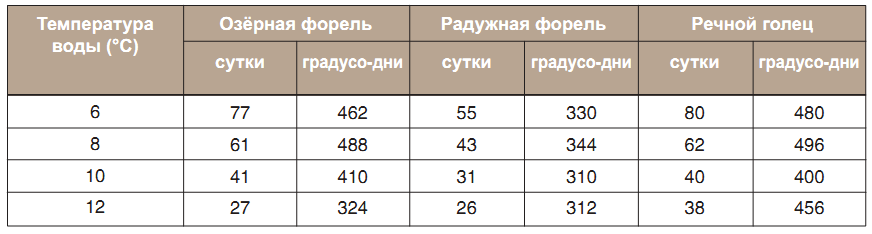 Температура воды (°C) Озёрная форель Радужная форель Речной голец
сутки градусо-дни сутки градусо-дни сутки градусо-дни
6 77 462 55 330 80 480
8 61 488 43 344 62 496
10 41 410 31 310 40 400
12 27 324 26 312 38 456